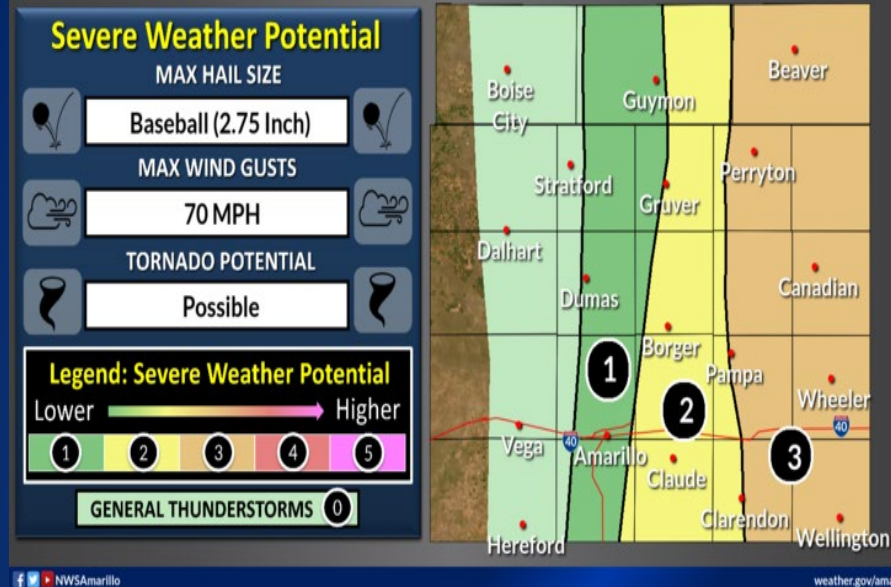 Severe Weather Potential
MAX HAIL SIZE
Baseball (2.75 Inch)
MAX WIND GUSTS
70 MPH
TORNADO POTENTIAL
Possible
Legend: Severe Weather Potential
Lower Higher
1 2 3 4 5
GENERAL THUNDERSTORMS 0
Boise
City
Guymon
Beaver
Stratford
Gruver
Perryton
Dalhart
Dumas
Canadian
1
Borger
Pampa
2
Wheeler
Vega
40
Amarillo
40
3
Claude
Clarendon
Hereford
Wellington
NWSAmarillo
weather.gov/ama